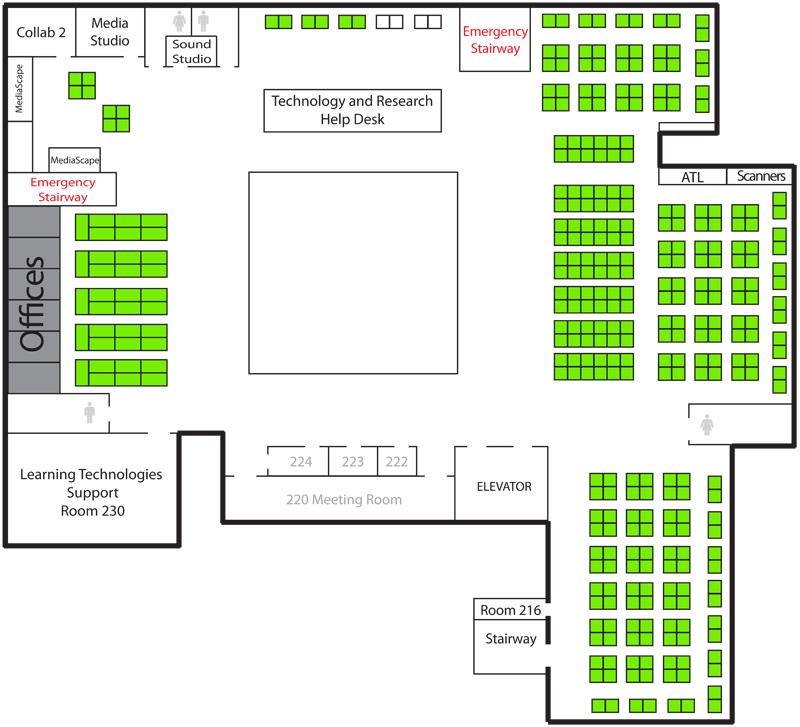 Collab 2
Media
Studio
Sound
Studio
Emergency
Stairway
MediaScape
Technology and Research
Help Desk
MediaScape
Emergency
Stairway
ATL
Scanners
Offices
Learning Technologies
Support
Room 230
224
223
222
220 Meeting Room
ELEVATOR
Room 216
Stairway